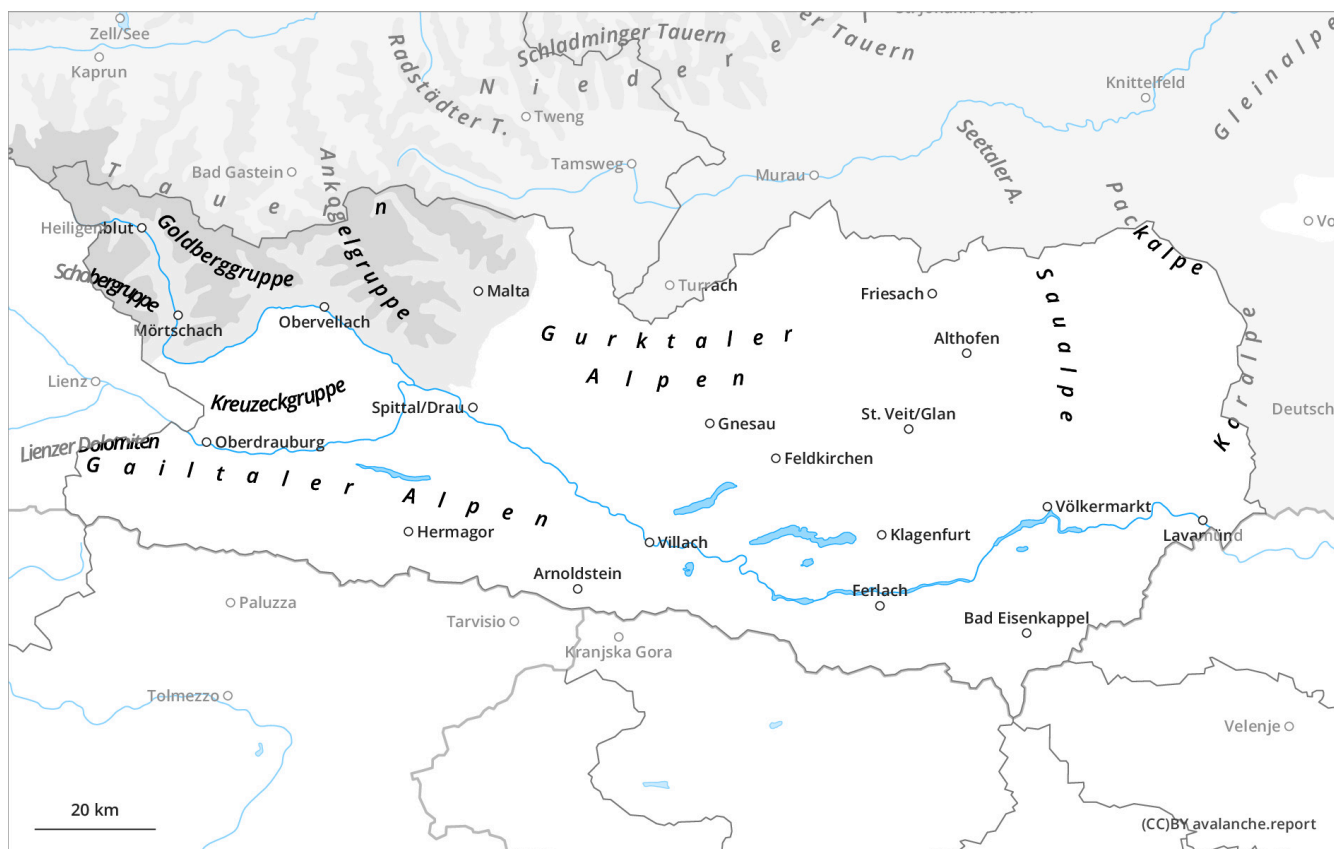 Zell/See
Kaprun
Schladminger Tauern
Niedere Tauern
Radstädter T.
Tweng
Knittelfeld
Gleinalpe
Seetaler A.
Tauern
Bad Gastein
Ankogelgruppe
Tamsweg
Murau
Packalpe
Heiligenblut
Goldberggruppe
Schobergruppe
Malta
Turrach
Friesach
Saualpe
Mörtschach
Obervellach
Gurktaler
Alpen
Althofen
Koralpe
Lienz
Kreuzeckgruppe
Spittal/Drau
Gnesau
St. Veit/Glan
Deutsch
Lienzer Dolomiten
Oberdrauburg
Feldkirchen
Gailtaler Alpen
Hermagor
Villach
Klagenfurt
Völkermarkt
Lavamünd
Arnoldstein
Ferlach
Paluzza
Tarvisio
Bad Eisenkappel
Kranjska Gora
Tolmezzo
Velenje
20 km
(CC)BY avalanche.report